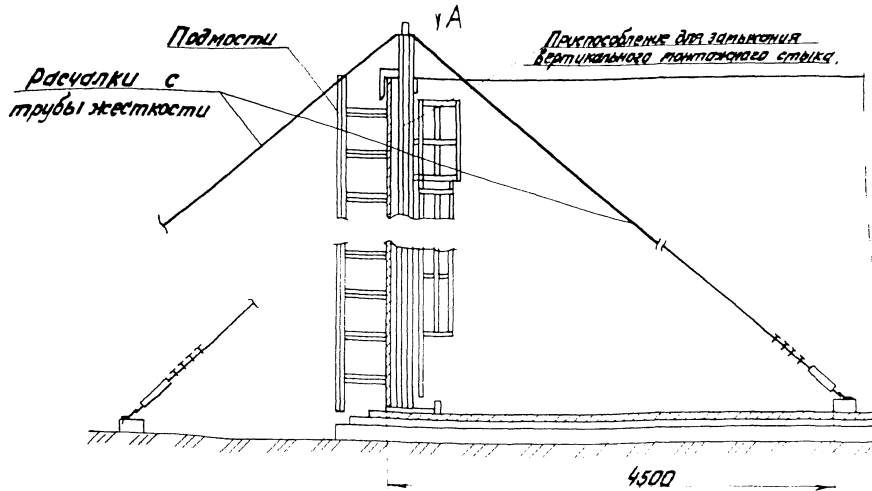 А
Подмости
Приспособление для замыкания
вертикального монтажного стыка.
Расчалки с
трубы жесткости
4500